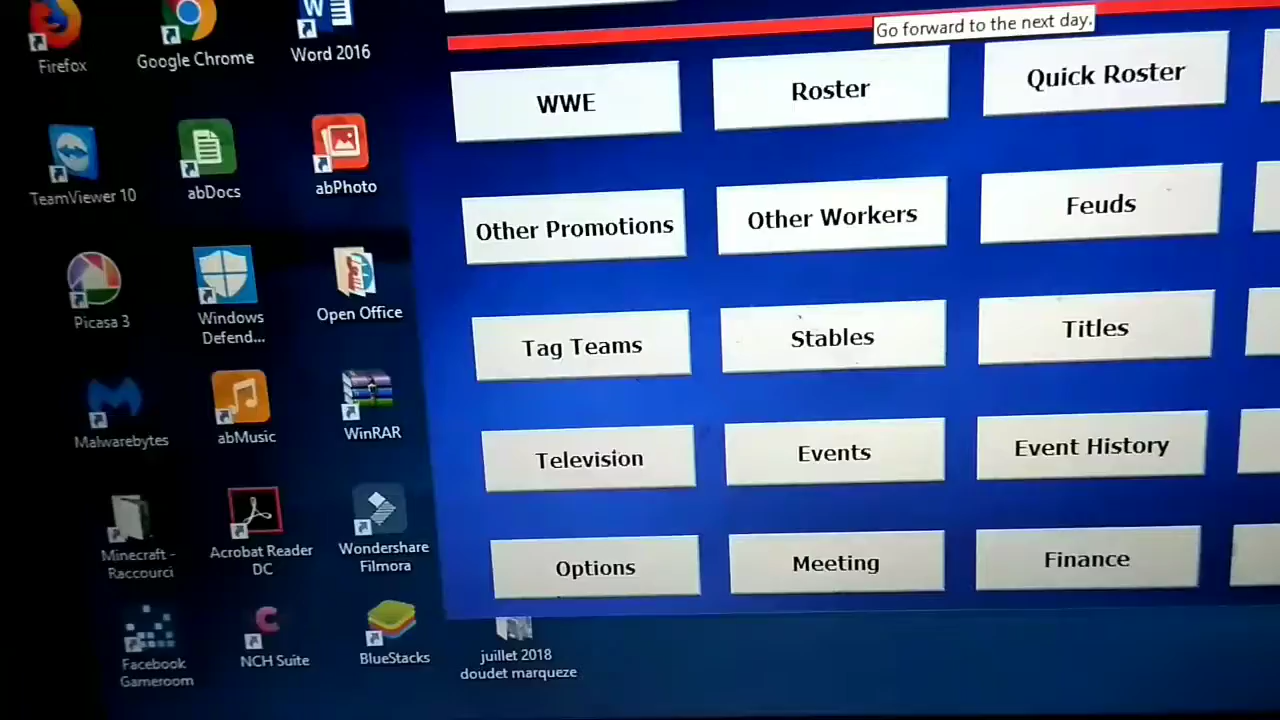 Go forward to the next day.
Firefox
Google Chrome
Word 2016
WWE
Roster
Quick Roster
TeamViewer 10
abDocs
abPhoto
Other Promotions
Other Workers
Feuds
Picasa 3
Windows
Defend...
Open Office
Tag Teams
Stables
Titles
Malwarebytes
abMusic
WinRAR
Television
Events
Event History
Minecraft -
Raccourci
Acrobat Reader
DC
Wondershare
Filmora
Options
Meeting
Finance
Facebook
Gameroom
NCH Suite
BlueStacks
juillet 2018
doudet marqueze